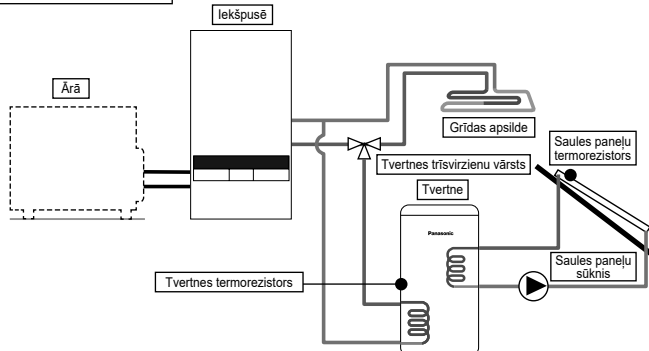 Iekšpusē
Ārā
Grīdas apsilde
Saules paneļu
termorezistors
Tvertnes trīsvirzienu vārsts
Tvertne
Panasonic
Saules paneļu
sūknis
Tvertnes termorezistors